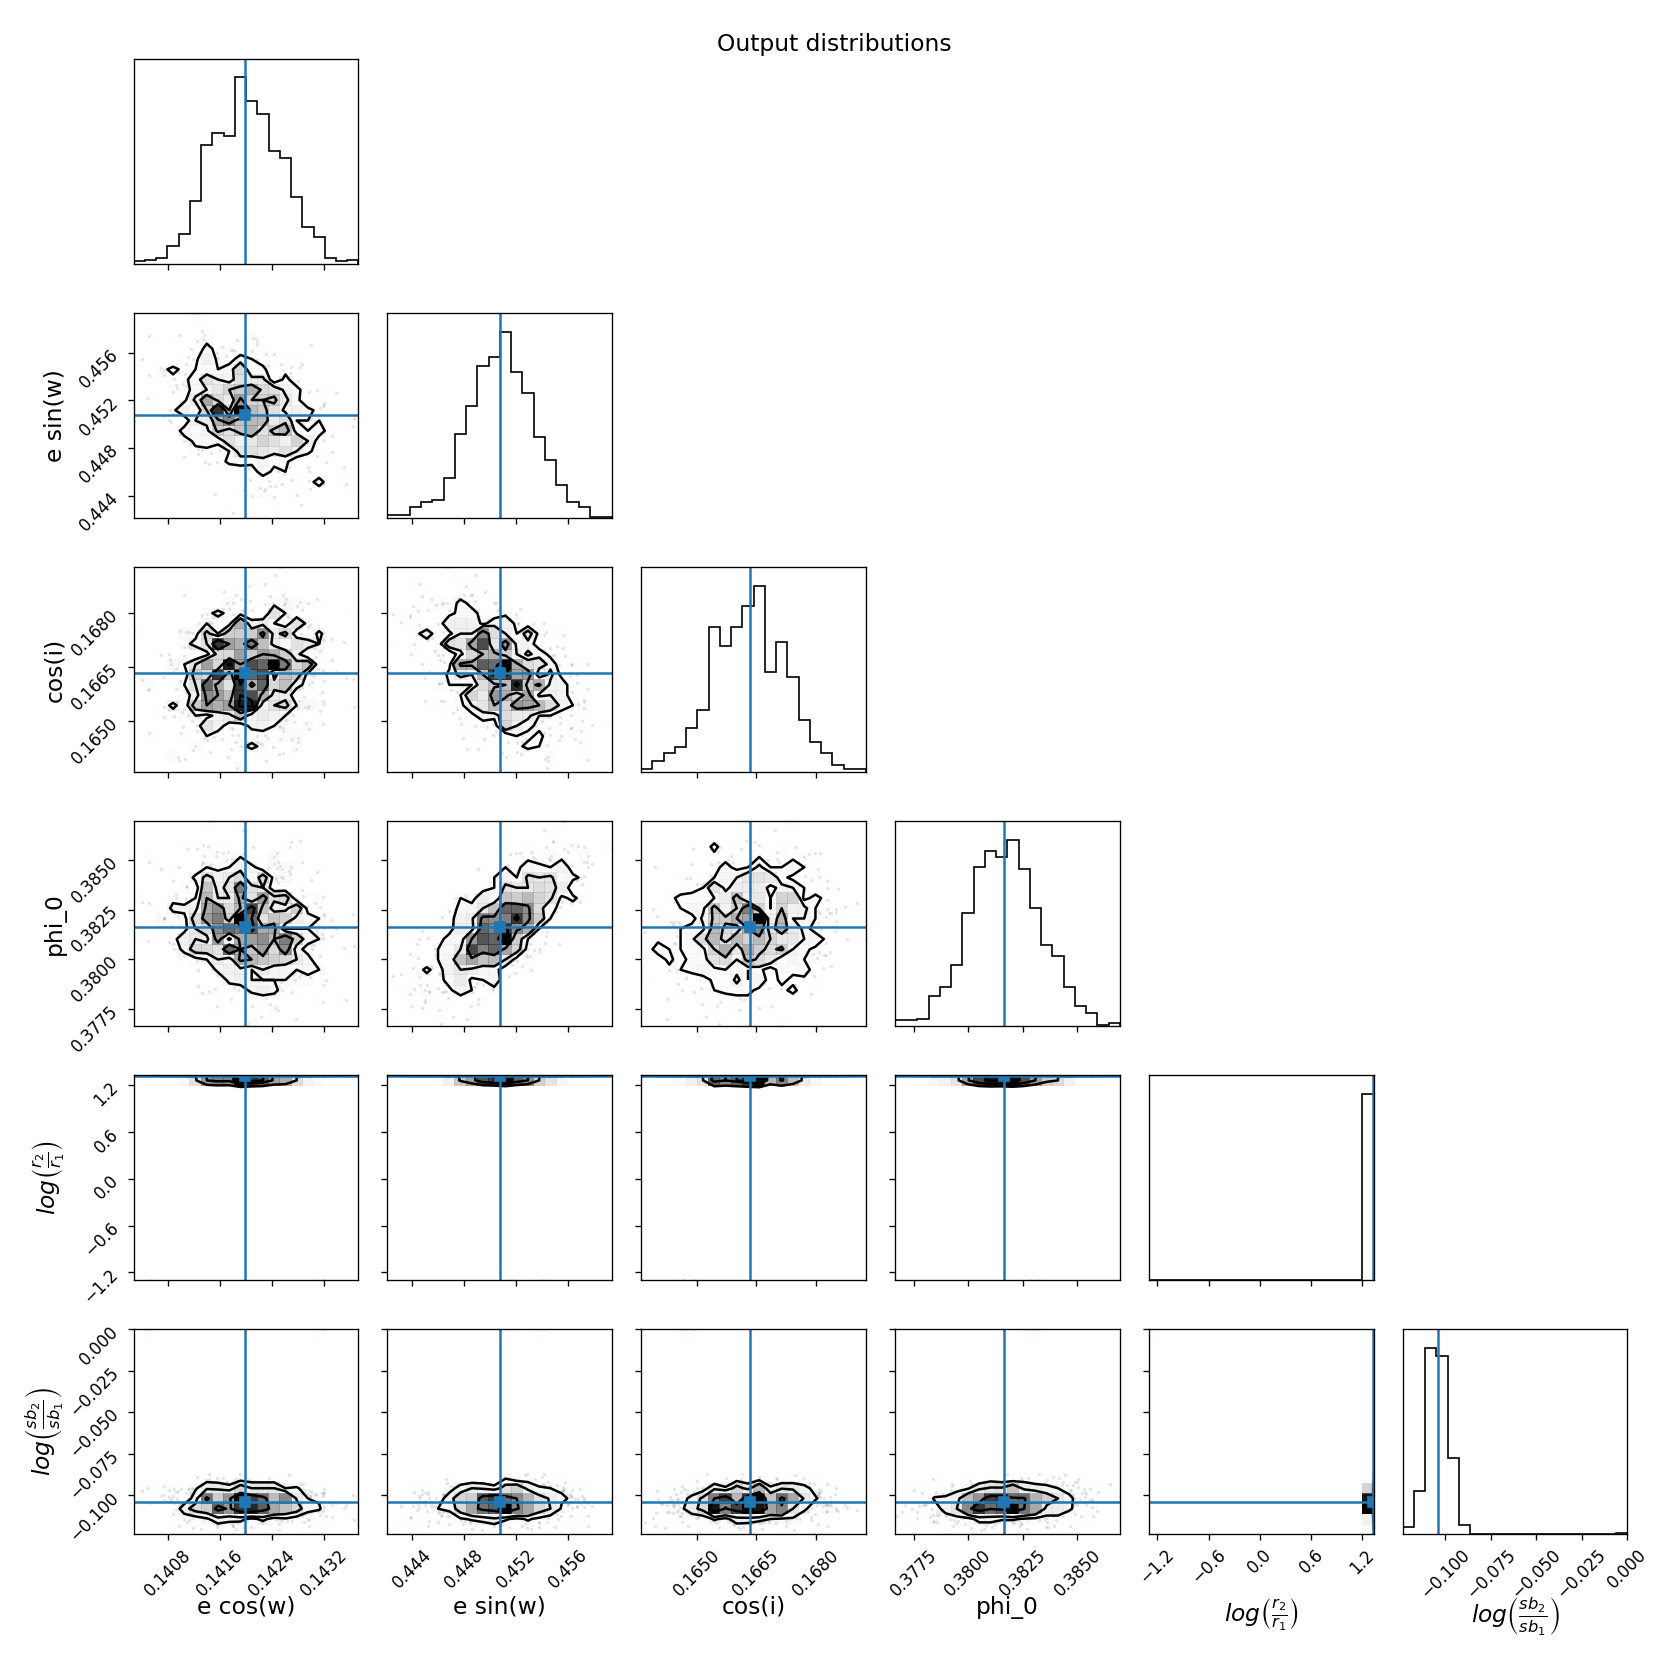 Output distributions
e sin(w)
0.456
0.452
0.448
0.444
cos(i)
0.1680
0.1665
0.1650
phi_0
0.3850
0.3825
0.3800
0.3775
log(r2/r1)
1.2
0.6
0.0
−0.6
−1.2
log(sb2/sb1)
0.000
−0.025
−0.050
−0.075
−0.100
0.1408 0.1416 0.1424 0.1432
0.444 0.448 0.452 0.456
0.1650 0.1665 0.1680
0.3775 0.3800 0.3825 0.3850
−1.2 −0.6 0.0 0.6 1.2
−0.100 −0.075 −0.050 −0.025 0.000
e cos(w)
e sin(w)
cos(i)
phi_0
log(r2/r1)
log(sb2/sb1)